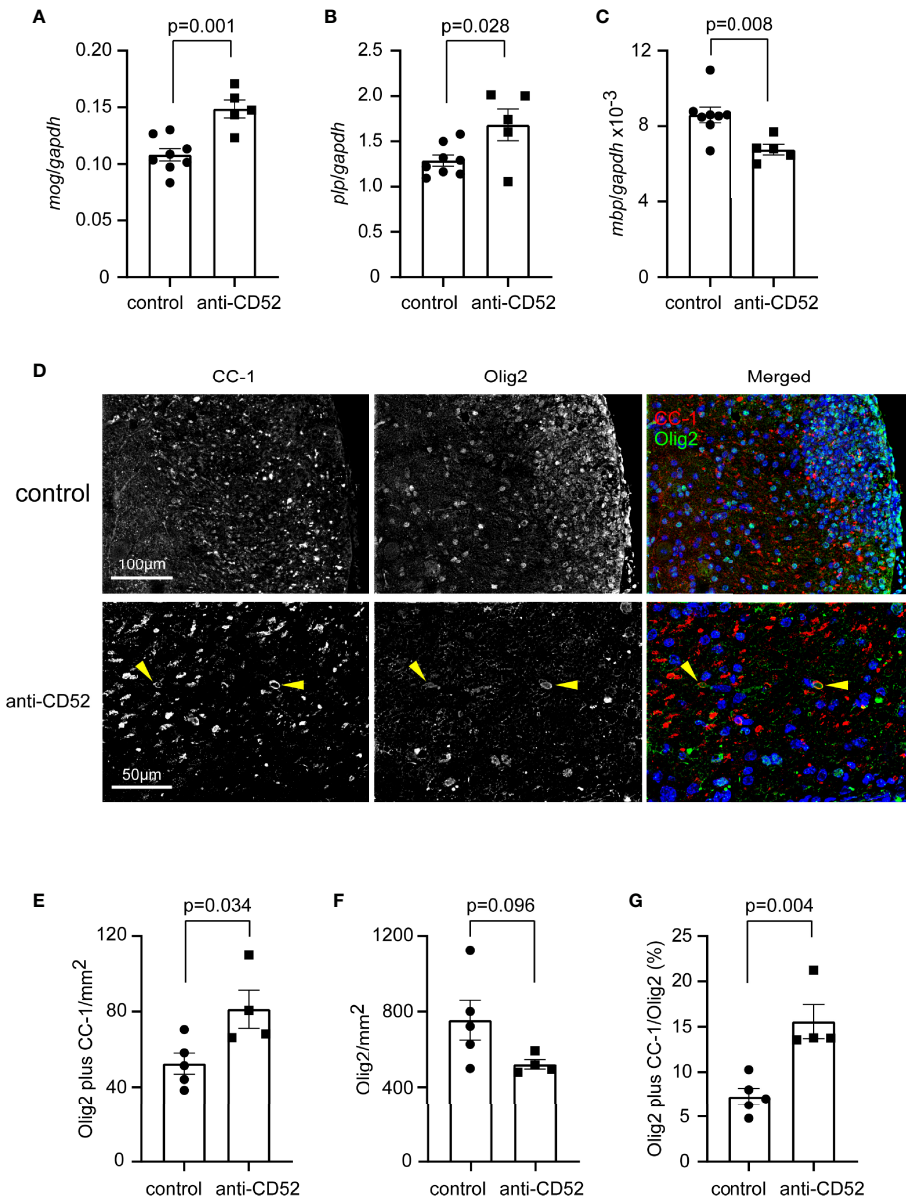 A
p=0.001
mog/gapdh
0.20
0.15
0.10
0.05
0
control
anti-CD52
B
p=0.028
plp/gapdh
2.5
2.0
1.5
1.0
0
control
anti-CD52
C
p=0.008
mbp/gapdh x10-3
12
8
4
0
control
anti-CD52
D
CC-1
Olig2
Merged
control
100µm
CC-1
Olig2
anti-CD52
50µm
E
p=0.034
Olig2 plus CC-1/mm2
120
80
40
0
control
anti-CD52
F
p=0.096
Olig2/mm2
1200
800
400
0
control
anti-CD52
G
p=0.004
Olig2 plus CC-1/Olig2 (%)
25
20
15
10
5
0
control
anti-CD52